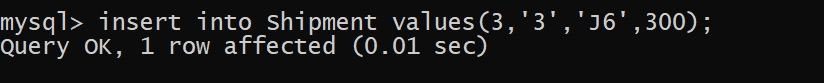 mysql> insert into Shipment values(3,'3','J6',300);
Query OK, 1 row affected (0.01 sec)